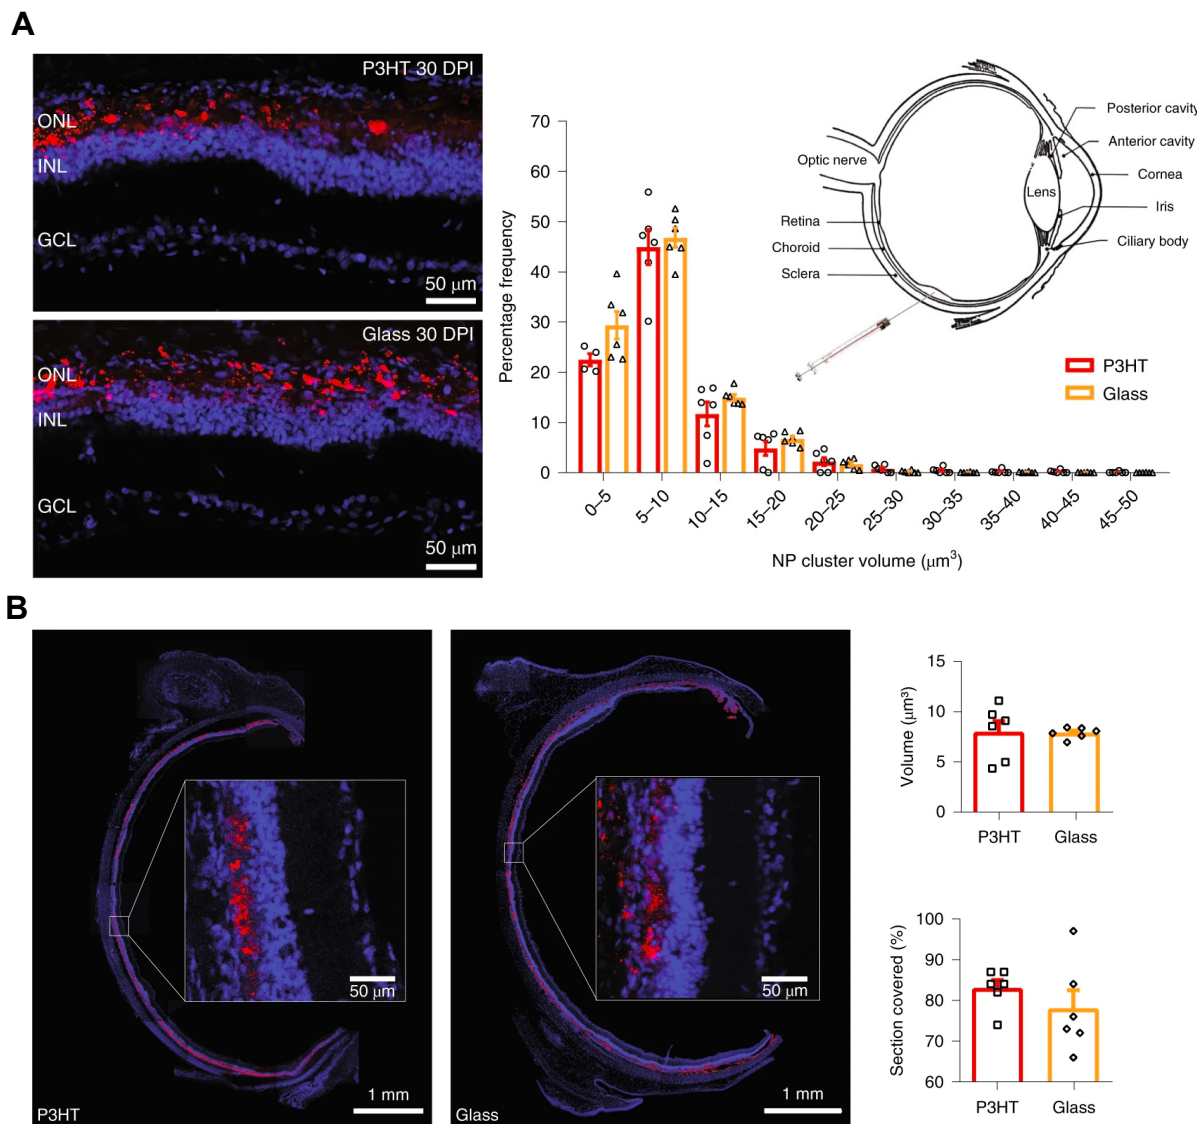 A
P3HT 30 DPI
ONL
INL
GCL
50 μm
Glass 30 DPI
ONL
INL
GCL
50 μm
Percentage frequency
70
60
50
40
30
20
10
0
0–5
5–10
10–15
15–20
20–25
25–30
30–35
35–40
40–45
45–50
NP cluster volume (μm³)
Optic nerve
Retina
Choroid
Sclera
Lens
Posterior cavity
Anterior cavity
Cornea
Iris
Ciliary body
P3HT
Glass
B
50 μm
1 mm
P3HT
50 μm
1 mm
Glass
Volume (μm³)
15
10
5
0
P3HT
Glass
Section covered (%)
100
90
80
70
60
P3HT
Glass